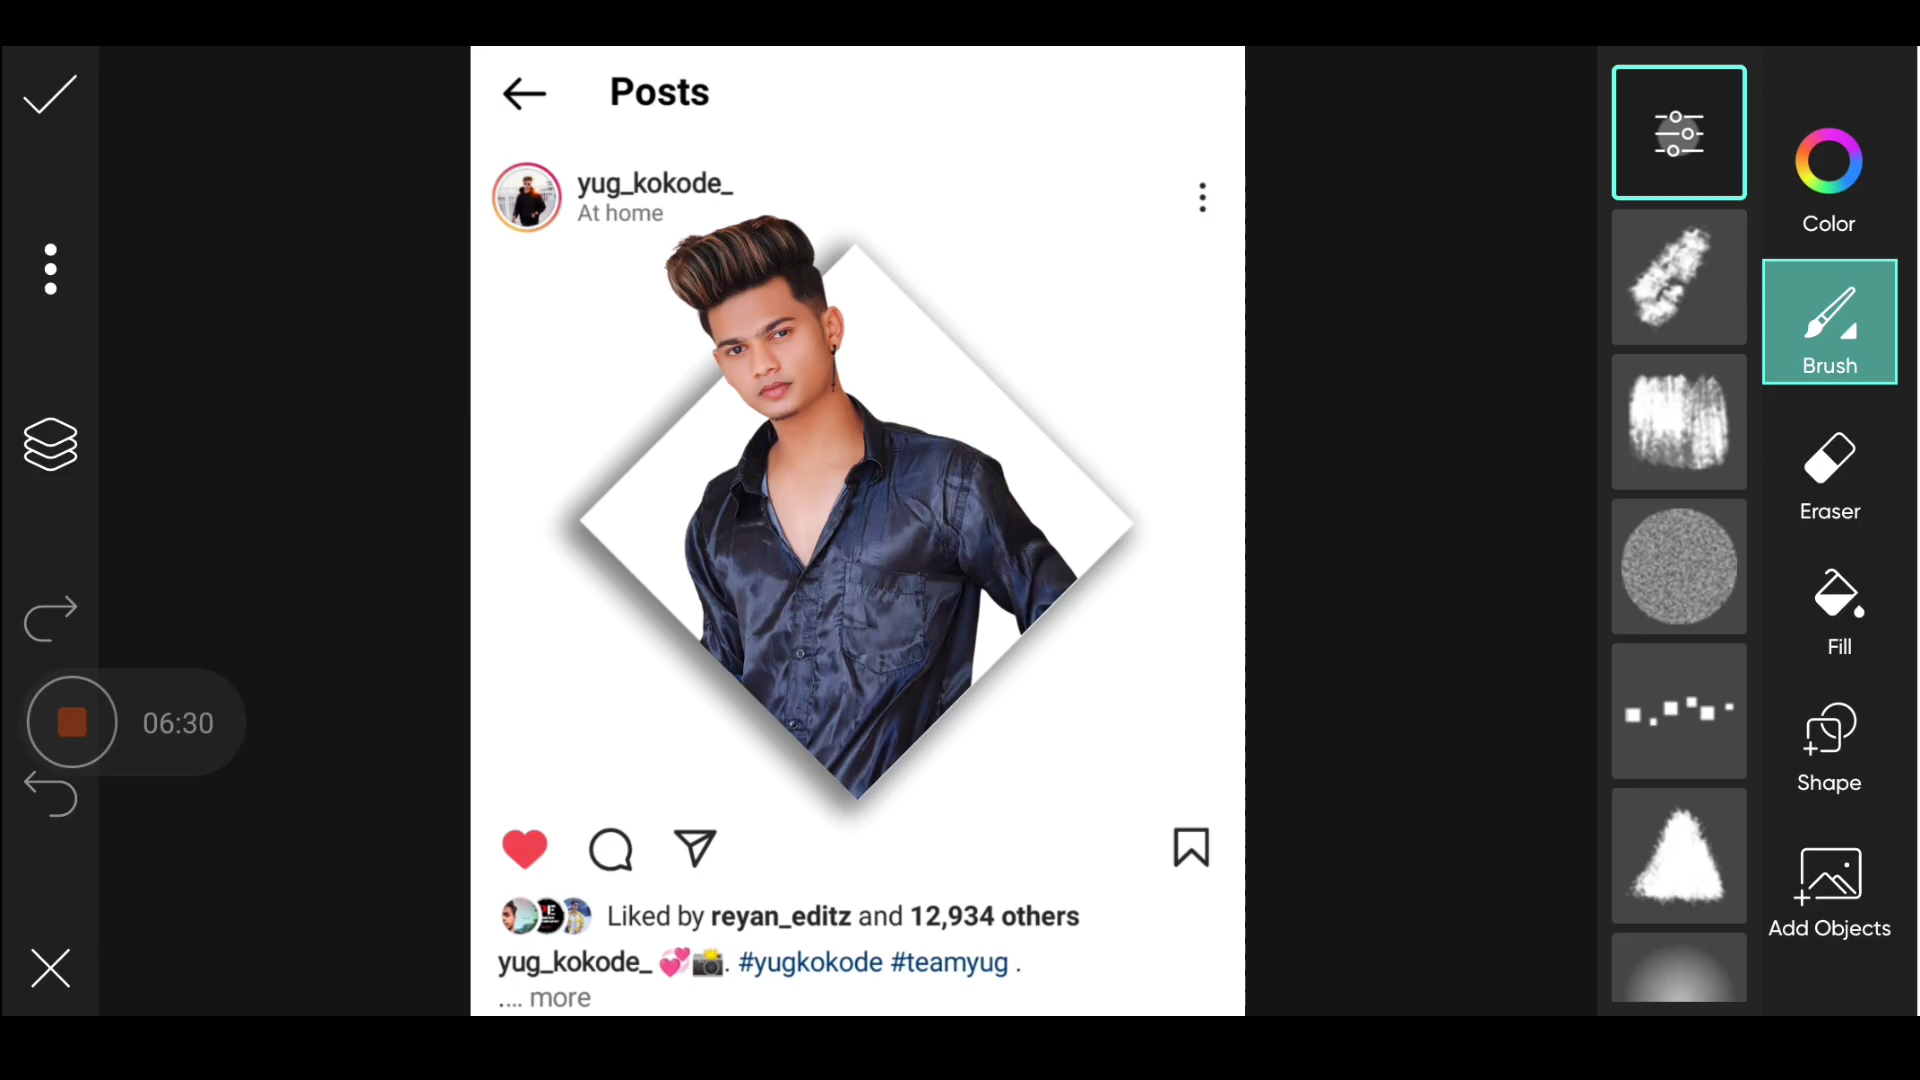 Posts
yug_kokode_
At home
Color
Brush
Eraser
Fill
06:30
Shape
Liked by reyan_editz and 12,934 others
Add Objects
yug_kokode_ 💞📸. #yugkokode #teamyug .
.... more